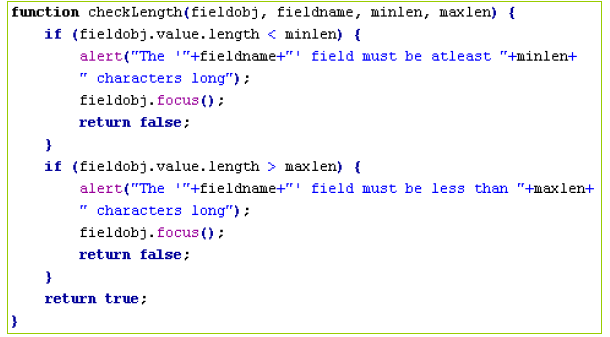 function checkLength(fieldobj, fieldname, minlen, maxlen) {
    if (fieldobj.value.length < minlen) {
        alert("The '"+fieldname+"' field must be atleast "+minlen+
        " characters long");
        fieldobj.focus();
        return false;
    }
    if (fieldobj.value.length > maxlen) {
        alert("The '"+fieldname+"' field must be less than "+maxlen+
        " characters long");
        fieldobj.focus();
        return false;
    }
    return true;
}